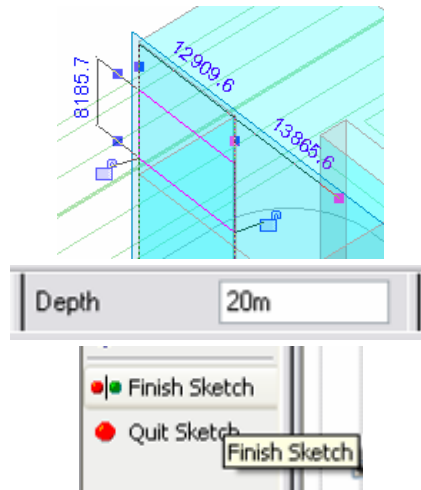 12909.6
8185.7
13865.6
Depth 20m
Finish Sketch
Quit Sketch
Finish Sketch